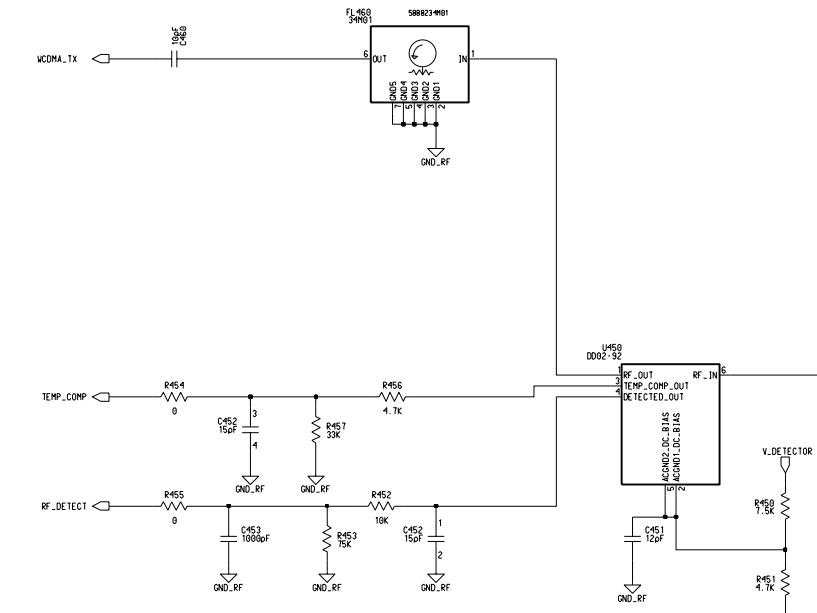 FL460
34M01
5888234M01
10pF
C460
WCDMA_TX
6
OUT
IN
1
GND5
GND4
GND3
GND2
GND1
7
5
4
3
2
GND_RF
U450
DD02-92
1
RF_OUT
RF_IN
6
3
TEMP_COMP_OUT
4
DETECTED_OUT
ACGND2_DC_BIAS
ACGND1_DC_BIAS
5
2
TEMP_COMP
R454
0
R456
4.7K
C452
15pF
3
4
R457
33K
GND_RF
GND_RF
V_DETECTOR
RF_DETECT
R455
0
R452
10K
R450
7.5K
C453
1000pF
R453
75K
C452
15pF
1
2
C451
12pF
GND_RF
GND_RF
GND_RF
GND_RF
R451
4.7K